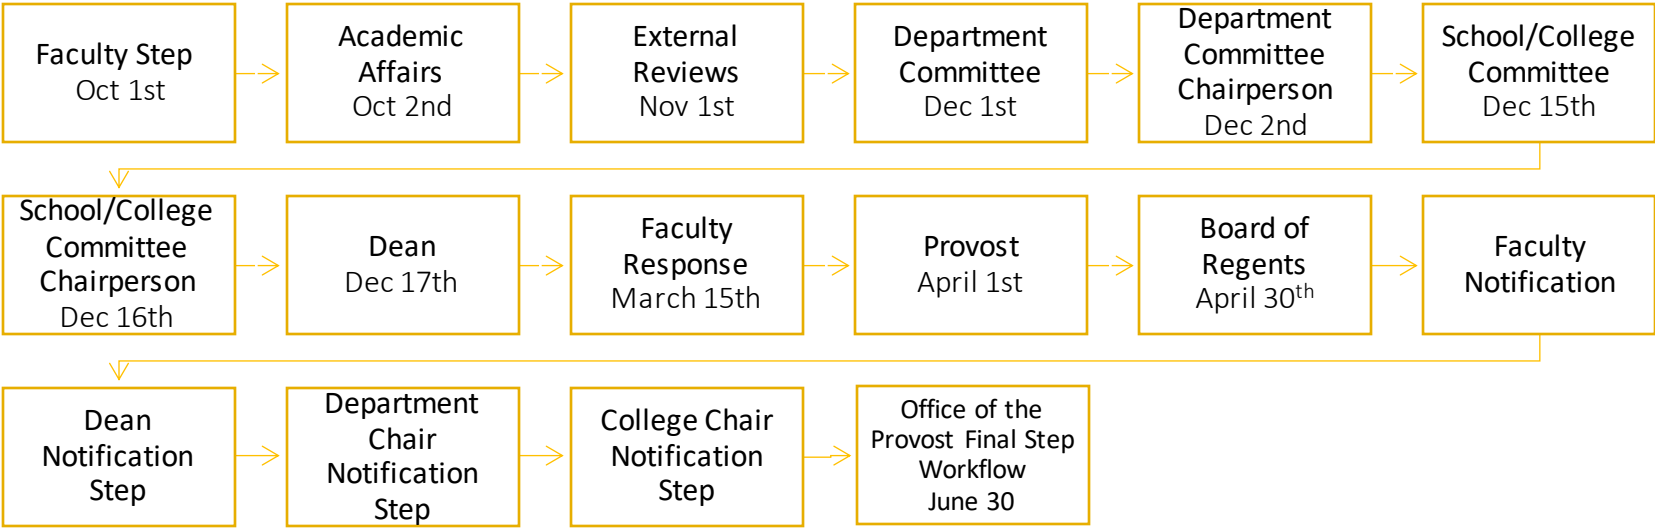 Faculty Step
Oct 1st
Academic
Affairs
Oct 2nd
External
Reviews
Nov 1st
Department
Committee
Dec 1st
Department
Committee
Chairperson
Dec 2nd
School/College
Committee
Dec 15th
School/College
Committee
Chairperson
Dec 16th
Dean
Dec 17th
Faculty
Response
March 15th
Provost
April 1st
Board of
Regents
April 30th
Faculty
Notification
Dean
Notification
Step
Department
Chair
Notification
Step
College Chair
Notification
Step
Office of the
Provost Final Step
Workflow
June 30